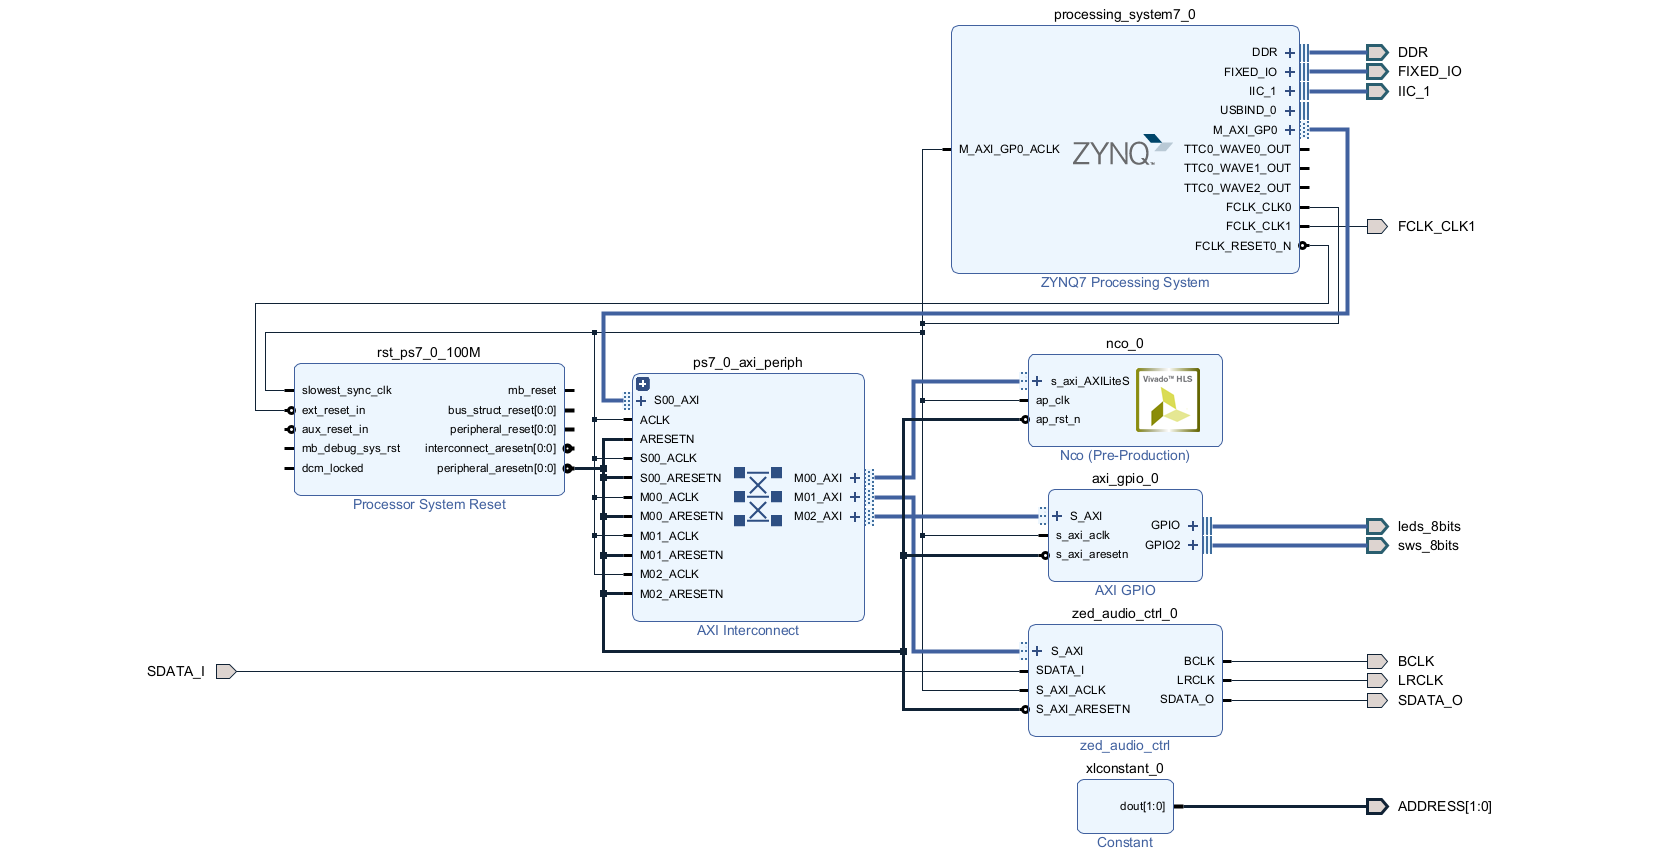 processing_system7_0
DDR
FIXED_IO
IIC_1
USBIND_0
M_AXI_GP0
M_AXI_GP0_ACLK
ZYNQ™
TTC0_WAVE0_OUT
TTC0_WAVE1_OUT
TTC0_WAVE2_OUT
FCLK_CLK0
FCLK_CLK1
FCLK_RESET0_N
ZYNQ7 Processing System
DDR
FIXED_IO
IIC_1
FCLK_CLK1
rst_ps7_0_100M
slowest_sync_clk
ext_reset_in
aux_reset_in
mb_debug_sys_rst
dcm_locked
mb_reset
bus_struct_reset[0:0]
peripheral_reset[0:0]
interconnect_aresetn[0:0]
peripheral_aresetn[0:0]
Processor System Reset
ps7_0_axi_periph
S00_AXI
ACLK
ARESETN
S00_ACLK
S00_ARESETN
M00_ACLK
M00_ARESETN
M01_ACLK
M01_ARESETN
M02_ACLK
M02_ARESETN
M00_AXI
M01_AXI
M02_AXI
AXI Interconnect
nco_0
s_axi_AXILiteS
ap_clk
ap_rst_n
Vivado™ HLS
Nco (Pre-Production)
axi_gpio_0
S_AXI
s_axi_aclk
s_axi_aresetn
GPIO
GPIO2
AXI GPIO
leds_8bits
sws_8bits
zed_audio_ctrl_0
S_AXI
SDATA_I
S_AXI_ACLK
S_AXI_ARESETN
BCLK
LRCLK
SDATA_O
zed_audio_ctrl
SDATA_I
BCLK
LRCLK
SDATA_O
xlconstant_0
dout[1:0]
Constant
ADDRESS[1:0]